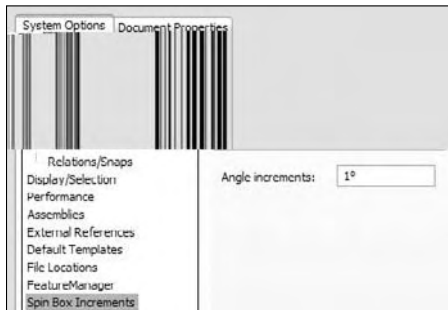 System Options Document Properties
Relations/Snaps
Display/Selection
Performance
Assemblies
External References
Default Templates
File Locations
FeatureManager
Spin Box Increments
Angle increments: 1°